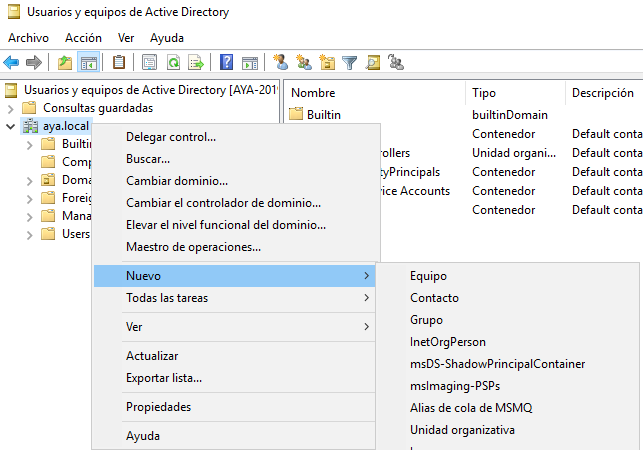 Usuarios y equipos de Active Directory
Archivo Acción Ver Ayuda
Usuarios y equipos de Active Directory [AYA-201
Consultas guardadas
aya.local
Builtin
Comp
Doma
Foreig
Mana
Users
Nombre Tipo Descripción
Builtin builtinDomain
Contenedor Default conta
rollers Unidad organi... Default conta
tyPrincipals Contenedor Default conta
vice Accounts Contenedor Default conta
Contenedor Default conta
Delegar control...
Buscar...
Cambiar dominio...
Cambiar el controlador de dominio...
Elevar el nivel funcional del dominio...
Maestro de operaciones...
Nuevo
Todas las tareas
Ver
Actualizar
Exportar lista...
Propiedades
Ayuda
Equipo
Contacto
Grupo
InetOrgPerson
msDS-ShadowPrincipalContainer
msImaging-PSPs
Alias de cola de MSMQ
Unidad organizativa